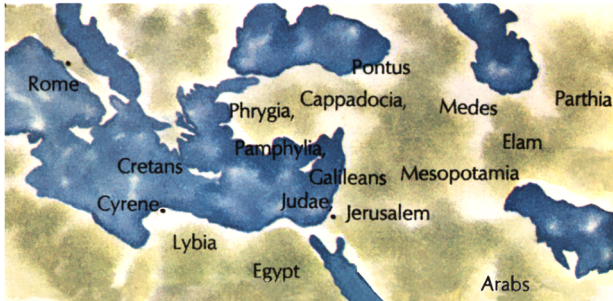 Rome
Pontus
Phrygia,
Cappadocia,
Medes
Parthia
Elam
Pamphylia,
Cretans
Galileans
Mesopotamia
Cyrene
Judae,
Jerusalem
Lybia
Egypt
Arabs